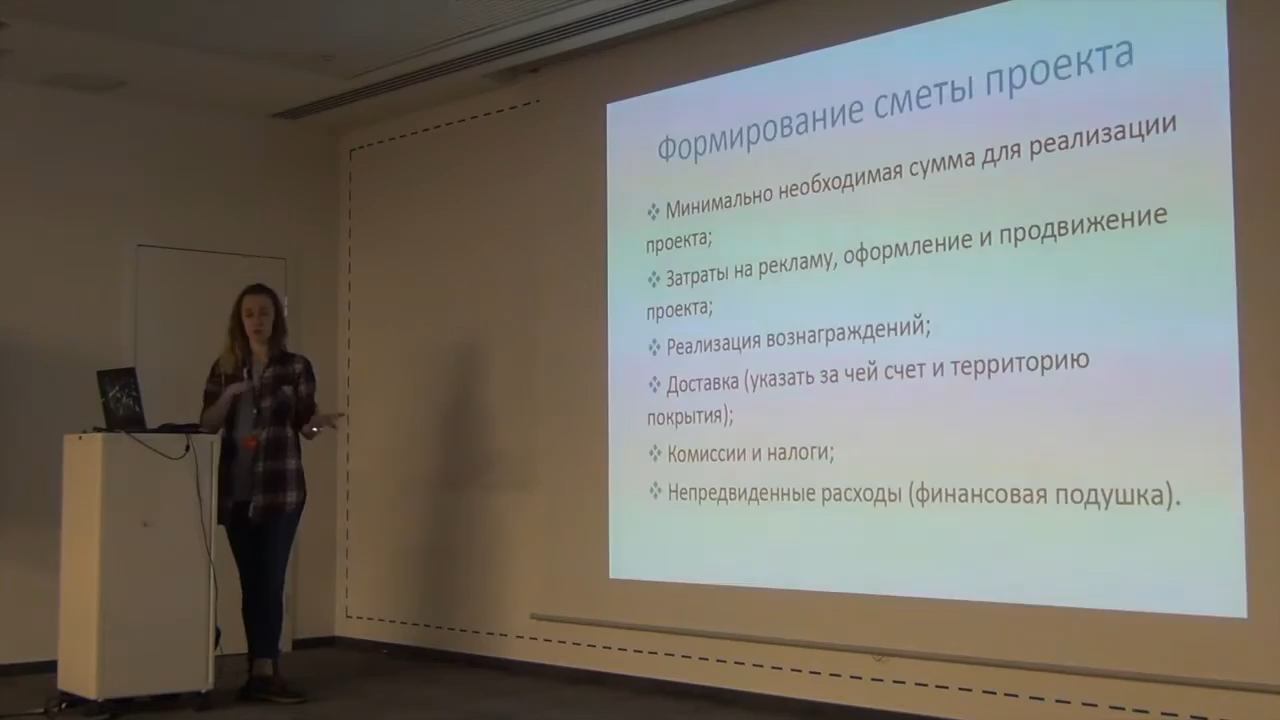 Формирование сметы проекта
❖ Минимально необходимая сумма для реализации
проекта;
❖ Затраты на рекламу, оформление и продвижение
проекта;
❖ Реализация вознаграждений;
❖ Доставка (указать за чей счет и территорию
покрытия);
❖ Комиссии и налоги;
❖ Непредвиденные расходы (финансовая подушка).